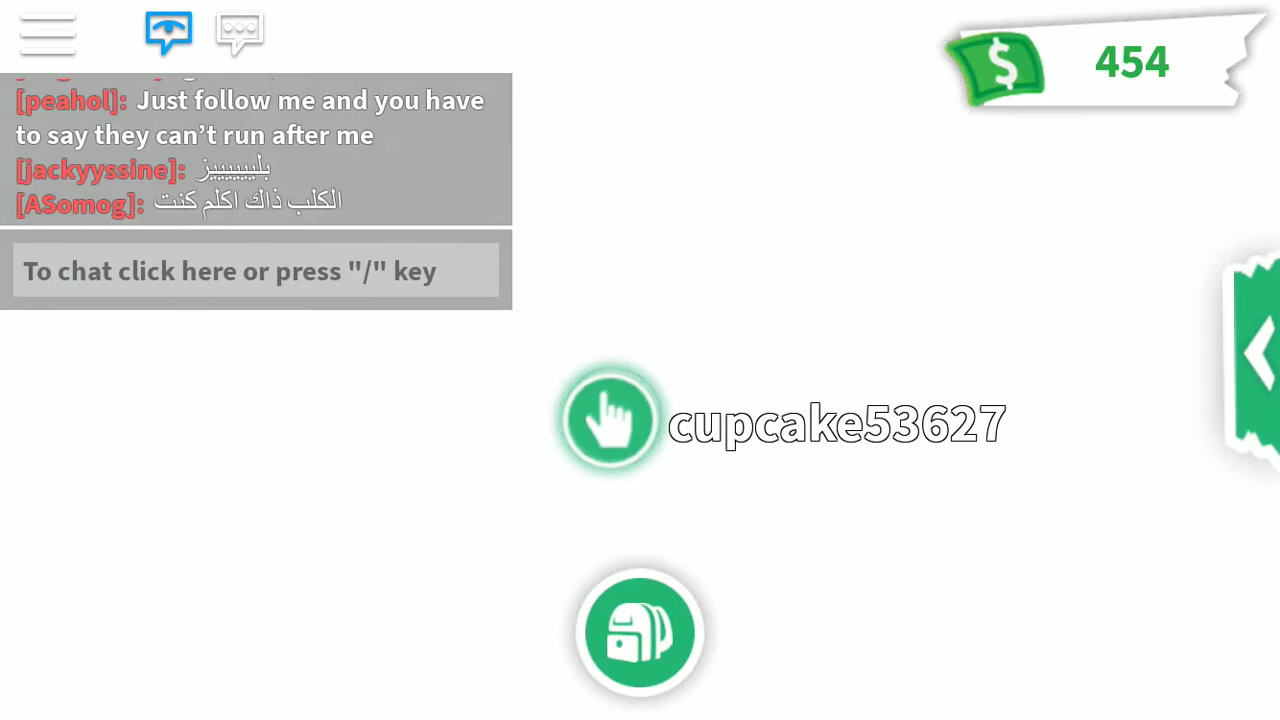 454
[peahol]: Just follow me and you have
to say they can’t run after me
[jackyyssine]: بلييييييز
[ASomog]: الكلب ذاك اكلم كنت
To chat click here or press "/" key
cupcake53627